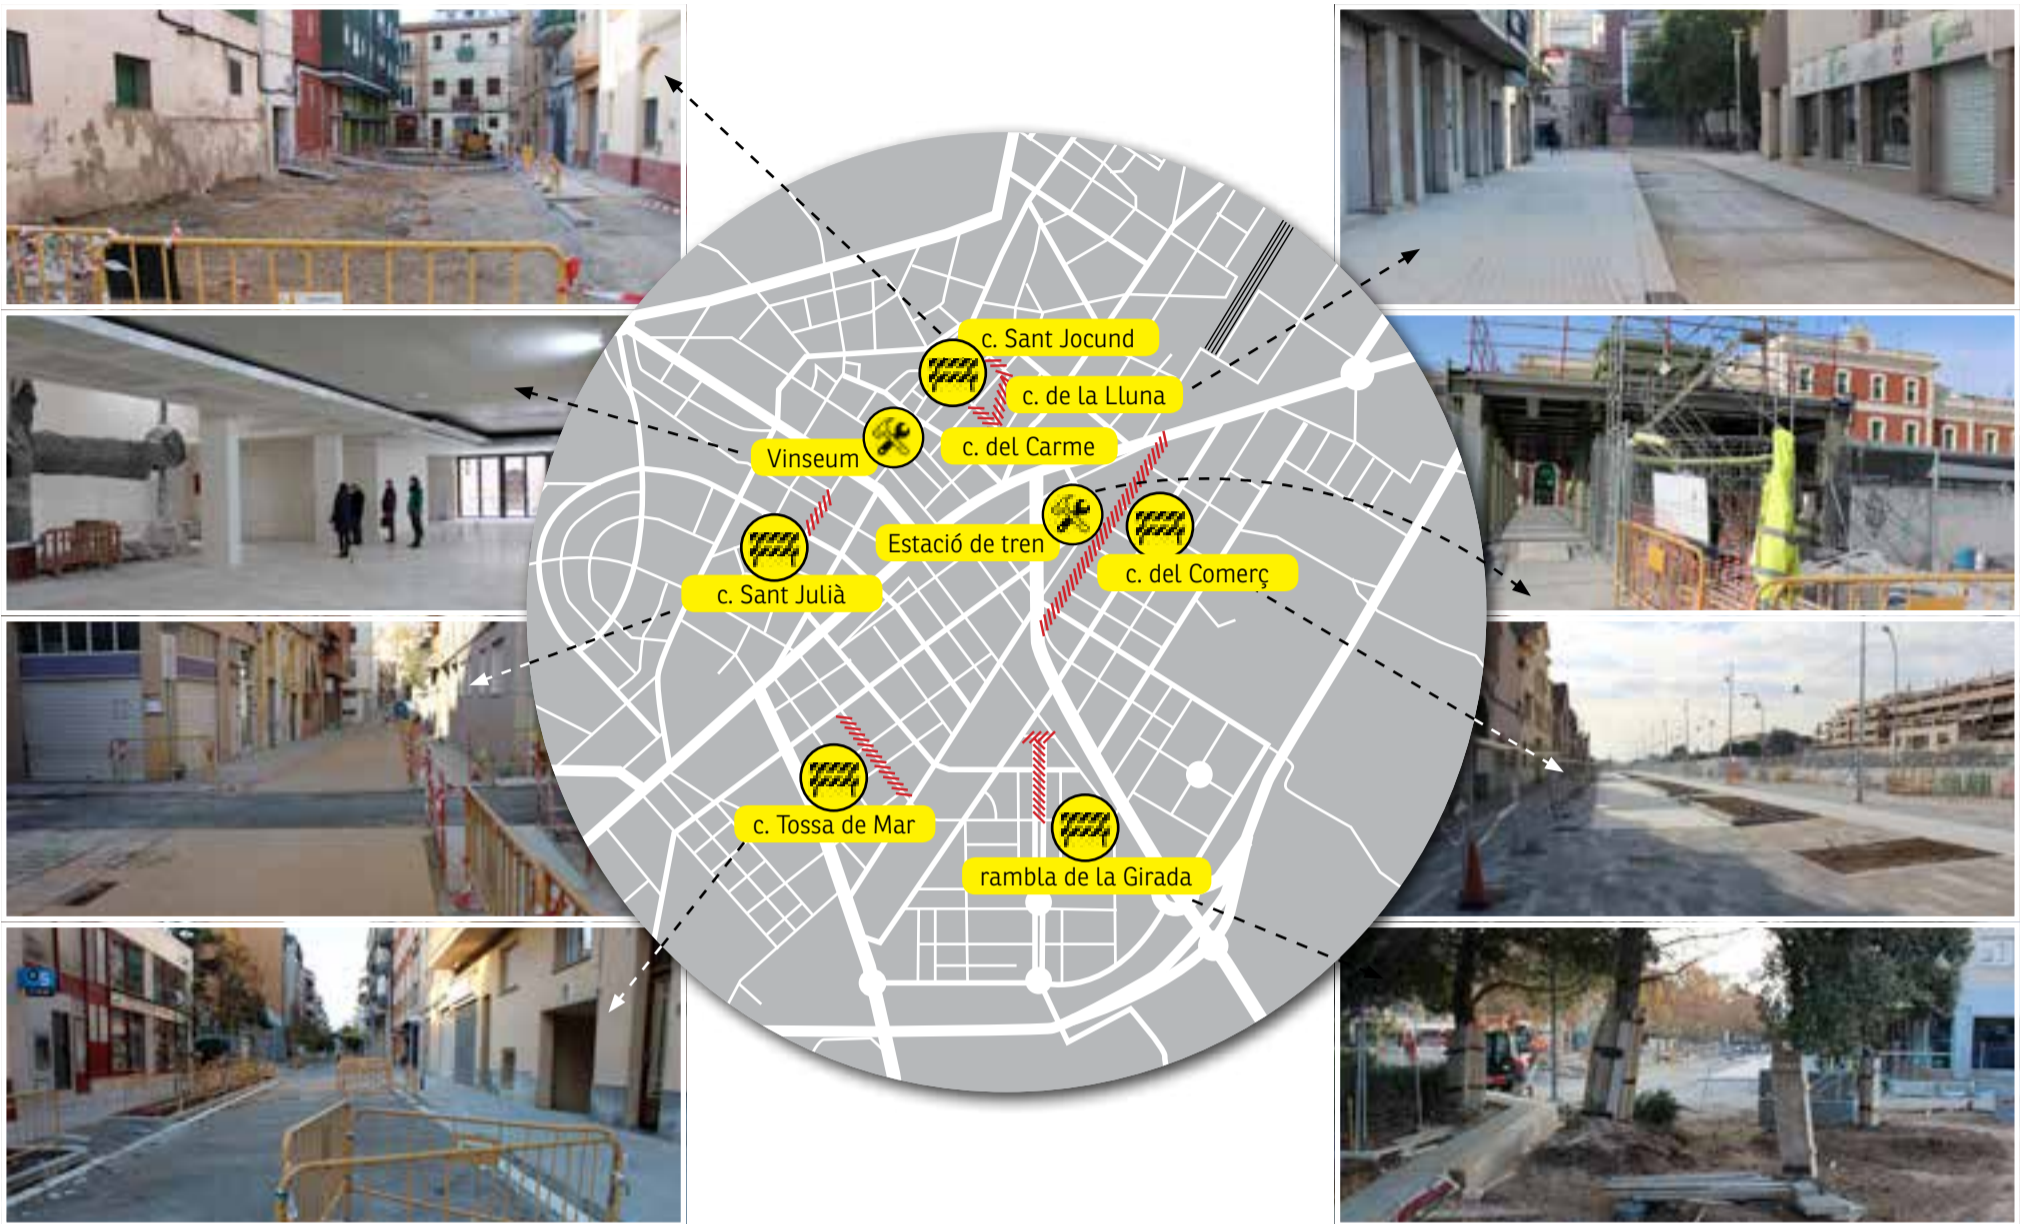 c. Sant Jocund
c. de la Lluna
c. del Carme
Vinseum
Estació de tren
c. del Comerç
c. Sant Julià
c. Tossa de Mar
rambla de la Girada